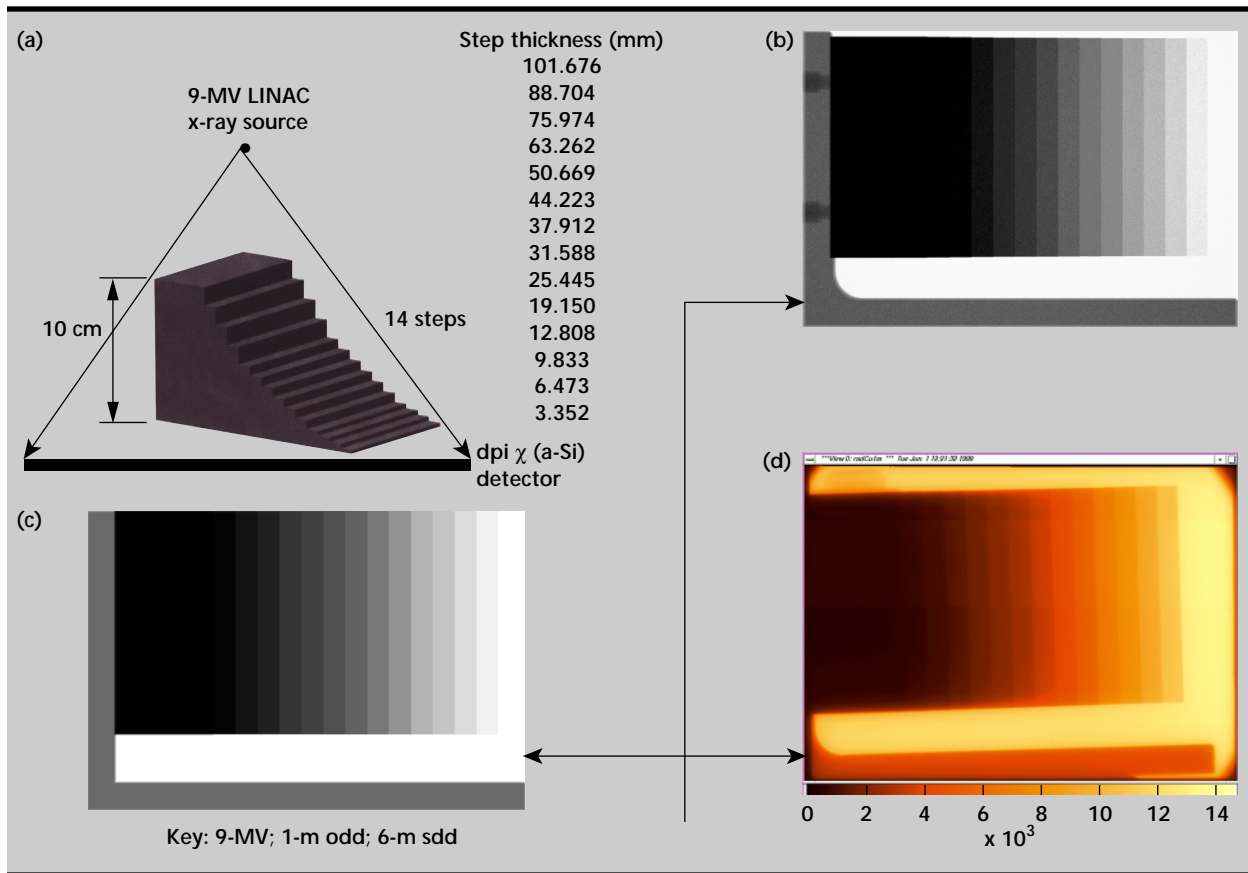 (a)
9-MV LINAC
x-ray source
10 cm
14 steps
dpi χ (a-Si)
detector
Step thickness (mm)
101.676
88.704
75.974
63.262
50.669
44.223
37.912
31.588
25.445
19.150
12.808
9.833
6.473
3.352
(b)
(c)
Key: 9-MV; 1-m odd; 6-m sdd
(d)
0 2 4 6 8 10 12 14
x 10³